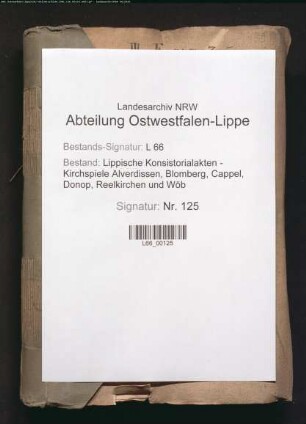 Landesarchiv NRW
Abteilung Ostwestfalen-Lippe
Bestands-Signatur: L 66
Bestand: Lippische Konsistorialakten -
Kirchspiele Alverdissen, Blomberg, Cappel,
Donop, Reelkirchen und Wöb
Signatur: Nr. 125
L66_00125